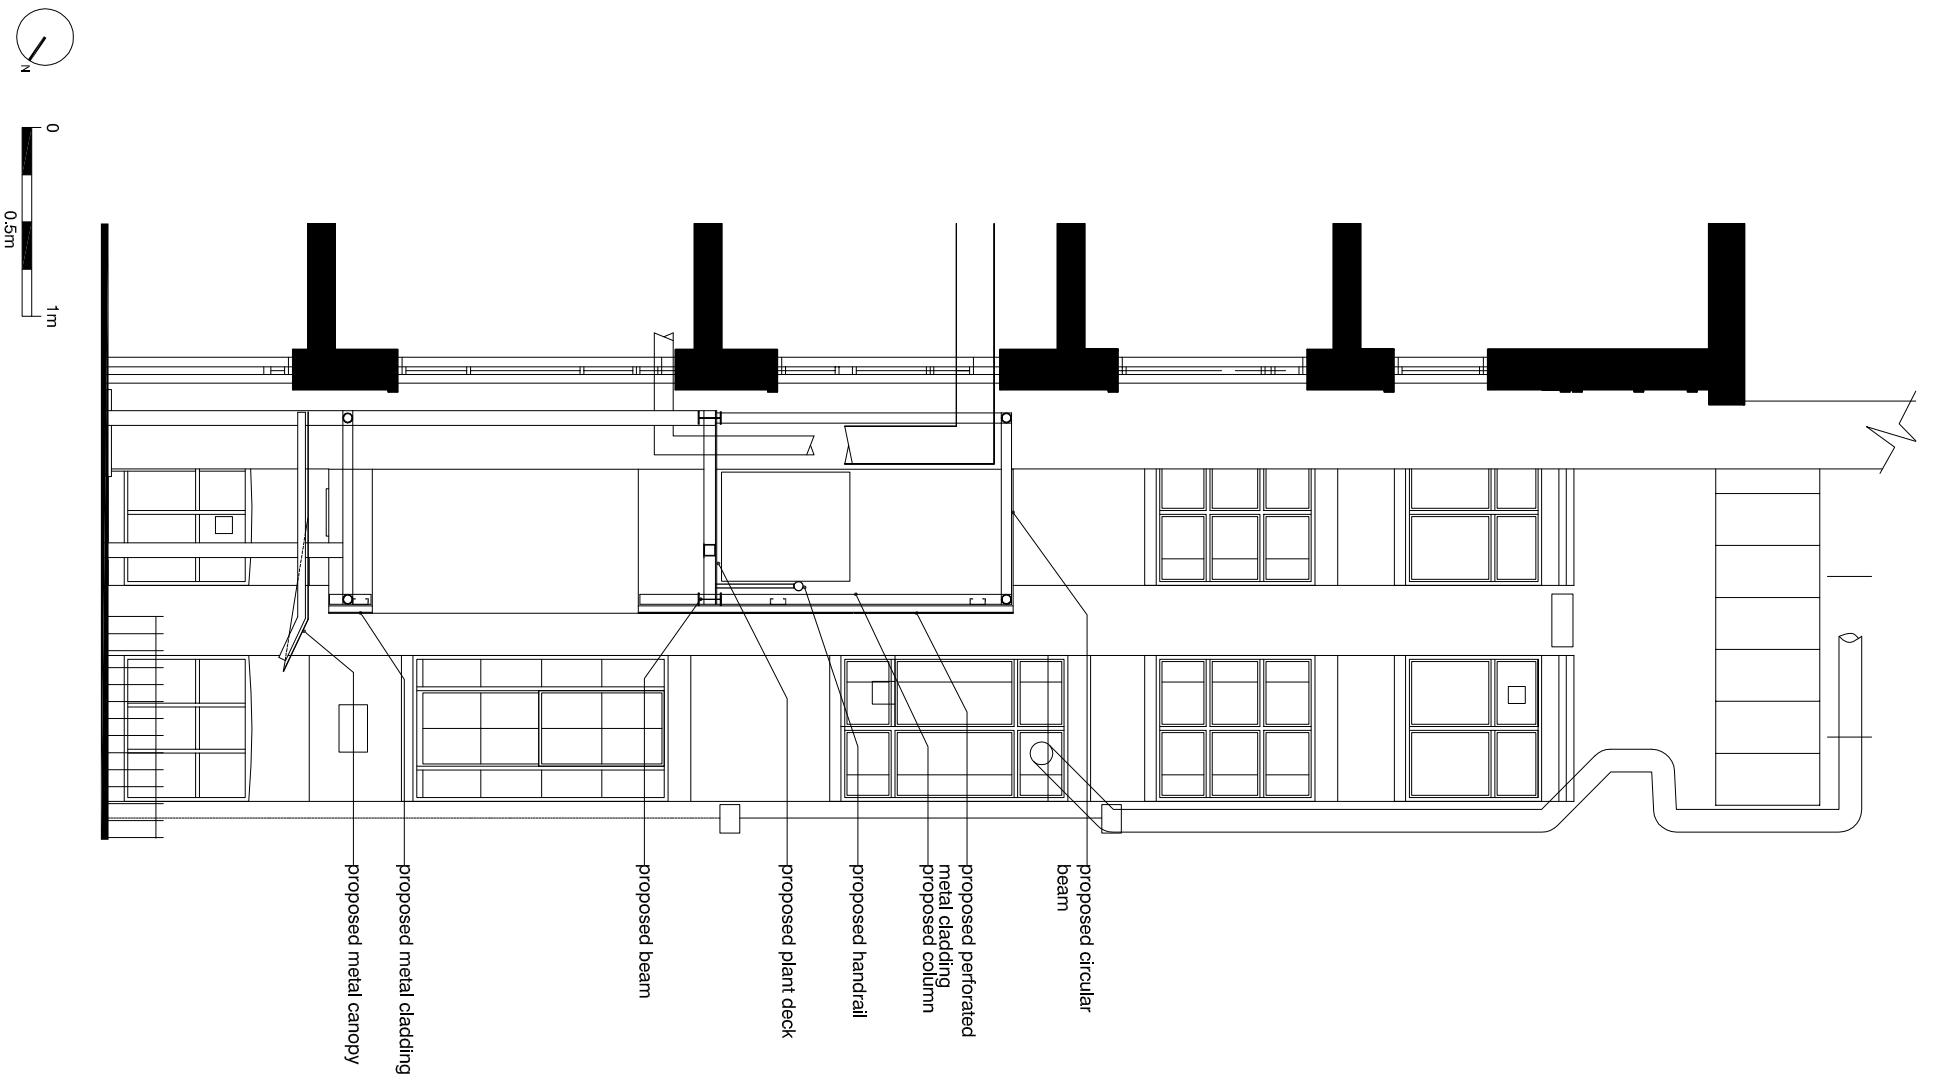 N
0
0.5m
1m
proposed circular
beam
proposed perforated
metal cladding
proposed column
proposed handrail
proposed plant deck
proposed beam
proposed metal cladding
proposed metal canopy